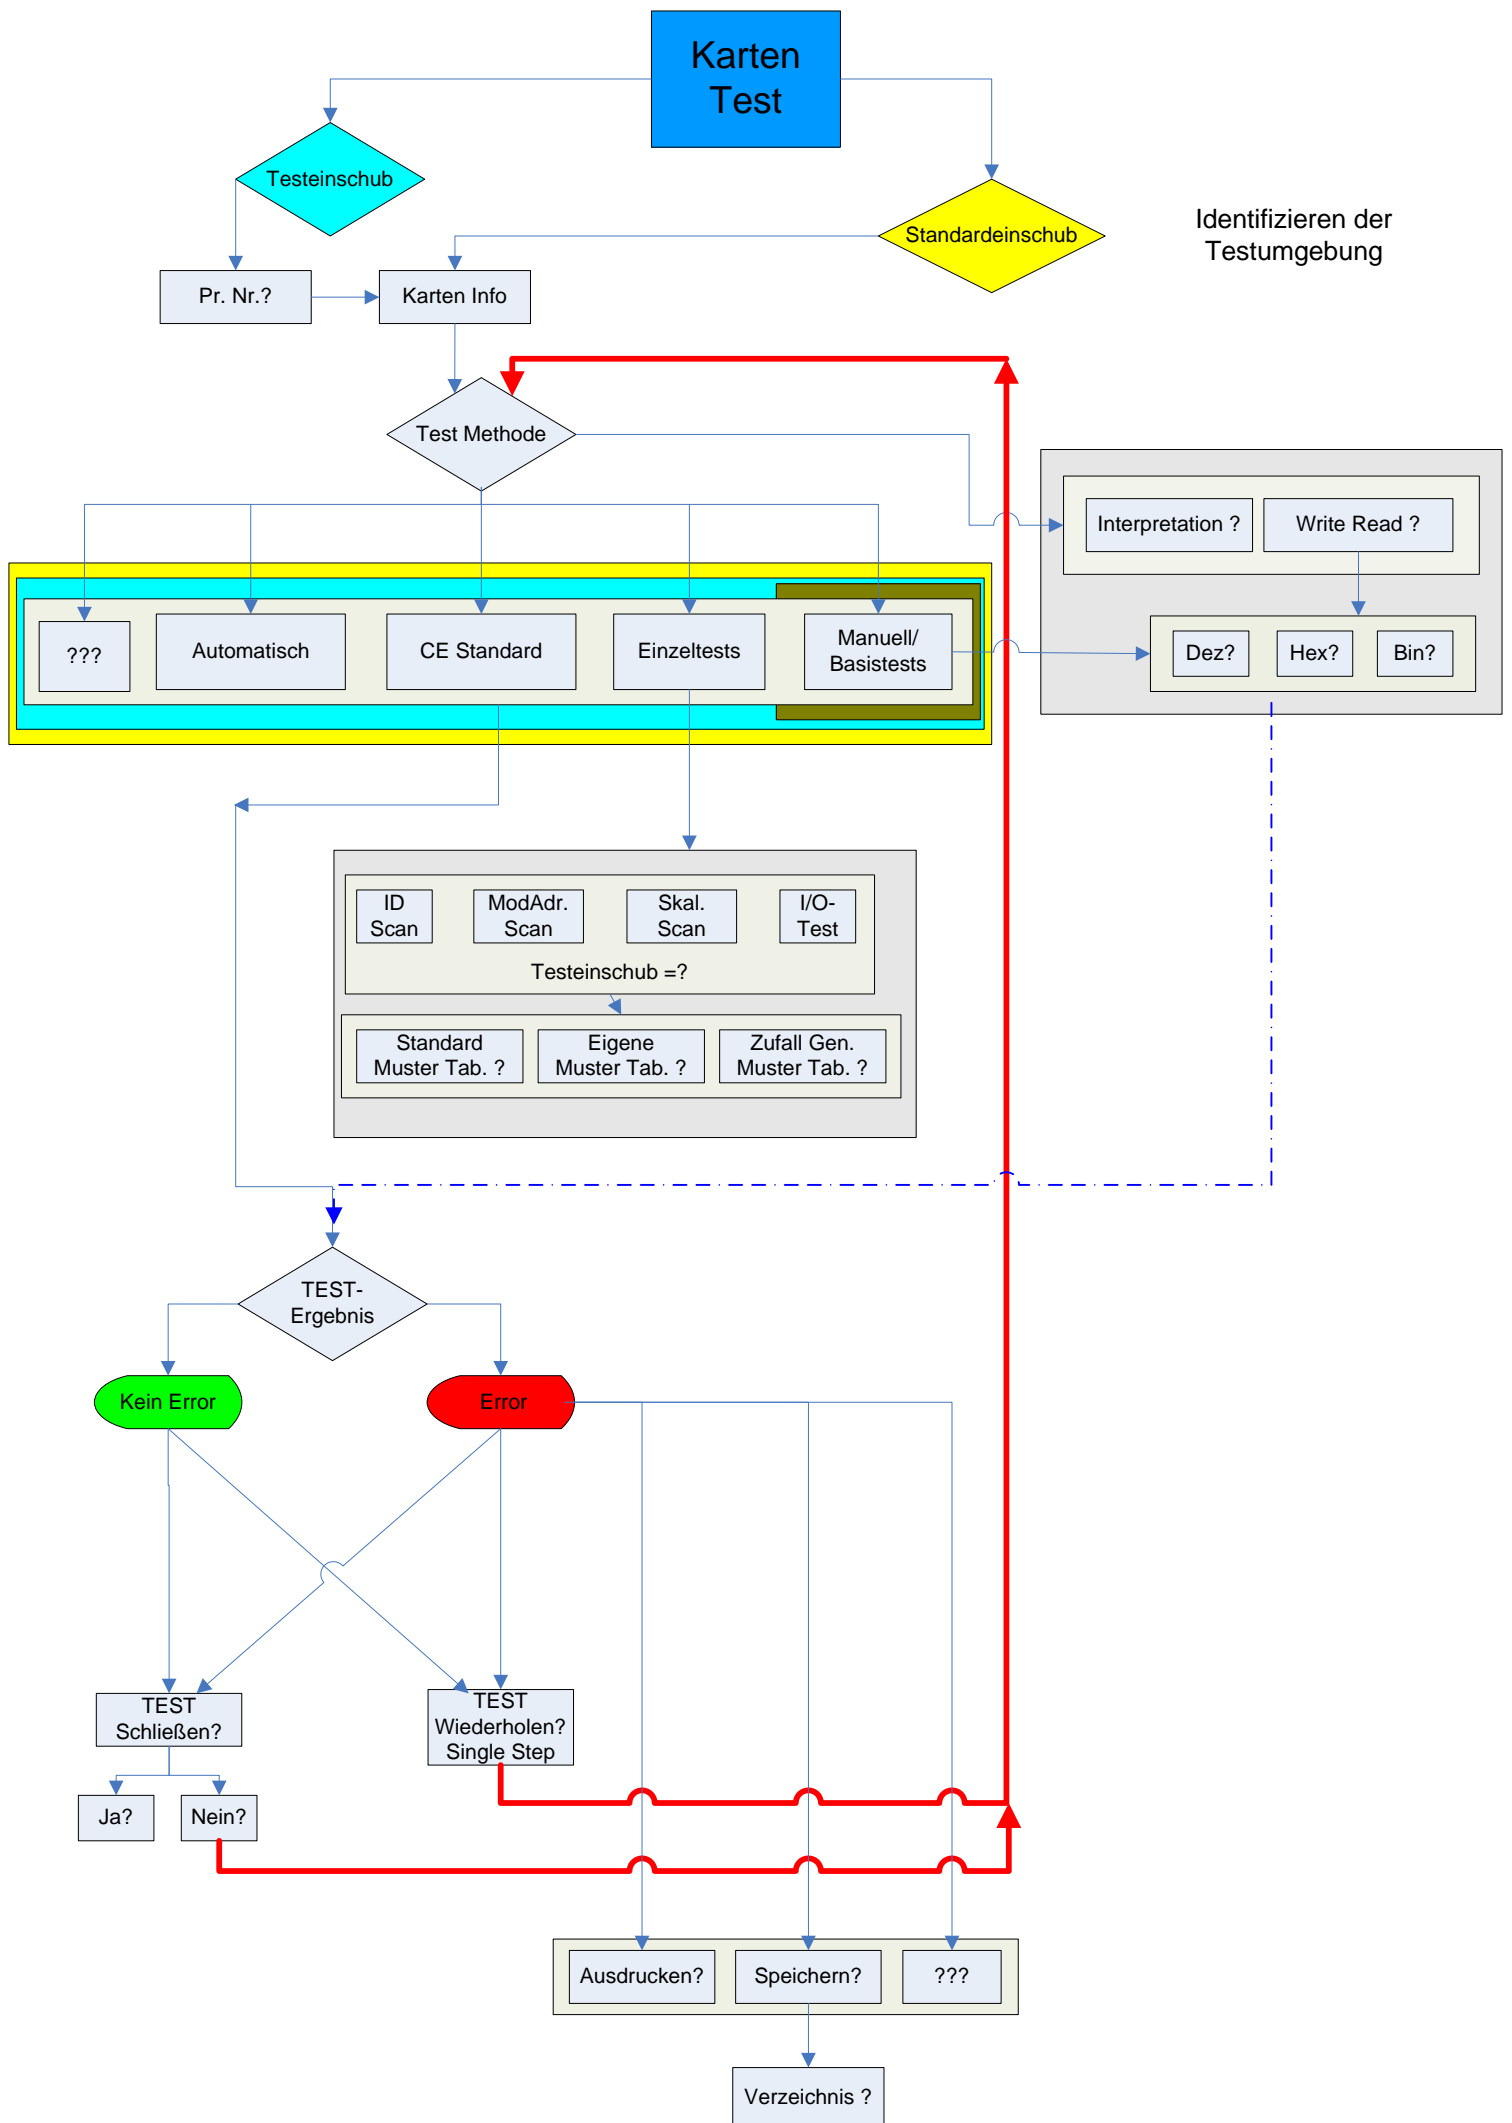 Karten
Test
Testeinschub
Standardeinschub
Identifizieren der
Testumgebung
Pr. Nr.?
Karten Info
Test Methode
Interpretation ?
Write Read ?
???
Automatisch
CE Standard
Einzeltests
Manuell/
Basistests
Dez?
Hex?
Bin?
ID
Scan
ModAdr.
Scan
Skal.
Scan
I/O-
Test
Testeinschub =?
Standard
Muster Tab. ?
Eigene
Muster Tab. ?
Zufall Gen.
Muster Tab. ?
TEST-
Ergebnis
Kein Error
Error
TEST
Schließen?
TEST
Wiederholen?
Single Step
Ja?
Nein?
Ausdrucken?
Speichern?
???
Verzeichnis ?